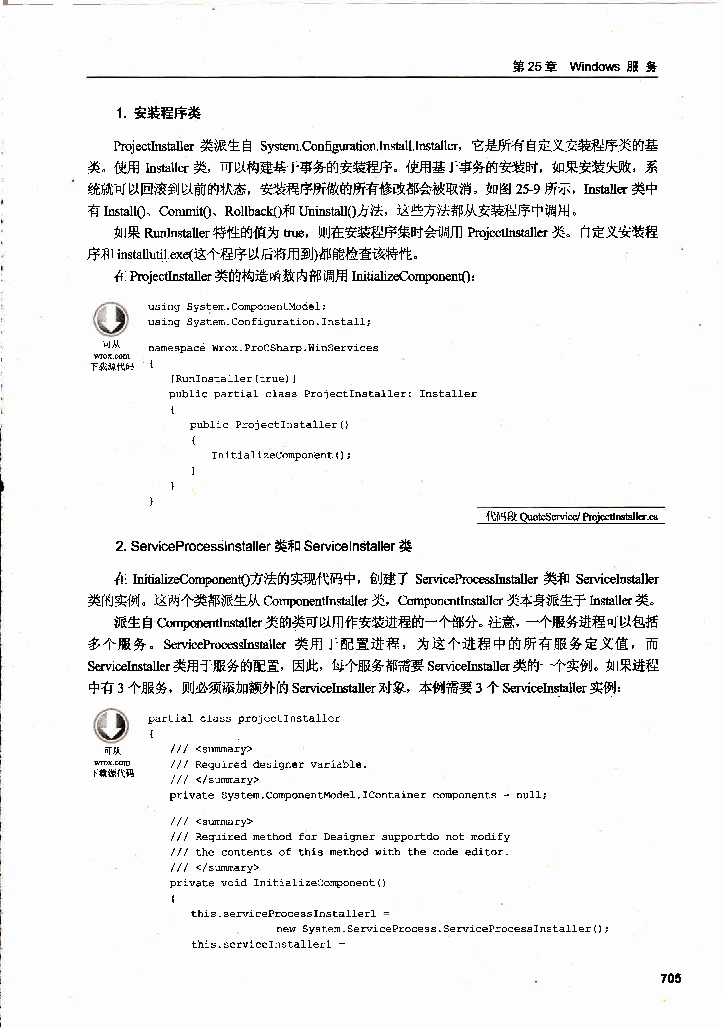 第25章 Windows 服 务
1. 安装程序类
ProjectInstaller 类派生自 System.Configuration.Install.Installer，它是所有自定义安装程序类的基
类。使用 Installer 类，可以构建基于事务的安装程序。使用基于事务的安装时，如果安装失败，系
统就可以回滚到以前的状态，安装程序所做的所有修改都会被取消。如图 25-9 所示，Installer 类中
有 Install()、Commit()、Rollback()和 Uninstall()方法，这些方法都从安装程序中调用。
如果 RunInstaller 特性的值为 true，则在安装程序集时会调用 ProjectInstaller 类。自定义安装程
序和 installutil.exe(这个程序以后将用到)都能检查该特性。
在 ProjectInstaller 类的构造函数内部调用 InitializeComponent()：
using System.ComponentModel;
using System.Configuration.Install;
可从
wrox.com
下载源代码
namespace Wrox.ProCSharp.WinServices
{
[RunInstaller(true)]
public partial class ProjectInstaller: Installer
{
public ProjectInstaller()
{
InitializeComponent();
}
}
}
代码段 QuoteService/ ProjectInstaller.cs
2. ServiceProcessInstaller 类和 ServiceInstaller 类
在 InitializeComponent()方法的实现代码中，创建了 ServiceProcessInstaller 类和 ServiceInstaller
类的实例。这两个类都派生从 ComponentInstaller 类，ComponentInstaller 类本身派生于 Installer 类。
派生自 ComponentInstaller 类的类可以用作安装进程的一个部分。注意，一个服务进程可以包括
多个服务。ServiceProcessInstaller 类用于配置进程，为这个进程中的所有服务定义值，而
ServiceInstaller 类用于服务的配置，因此，每个服务都需要 ServiceInstaller 类的一个实例。如果进程
中有 3 个服务，则必须添加额外的 ServiceInstaller 对象，本例需要 3 个 ServiceInstaller 实例：
partial class projectInstaller
{
可从
wrox.com
下载源代码
/// <summary>
/// Required designer variable.
/// </summary>
private System.ComponentModel.IContainer components = null;
/// <summary>
/// Required method for Designer supportdo not modify
/// the contents of this method with the code editor.
/// </summary>
private void InitializeComponent()
{
this.serviceProcessInstaller1 =
new System.ServiceProcess.ServiceProcessInstaller();
this.serviceInstaller1 =
705